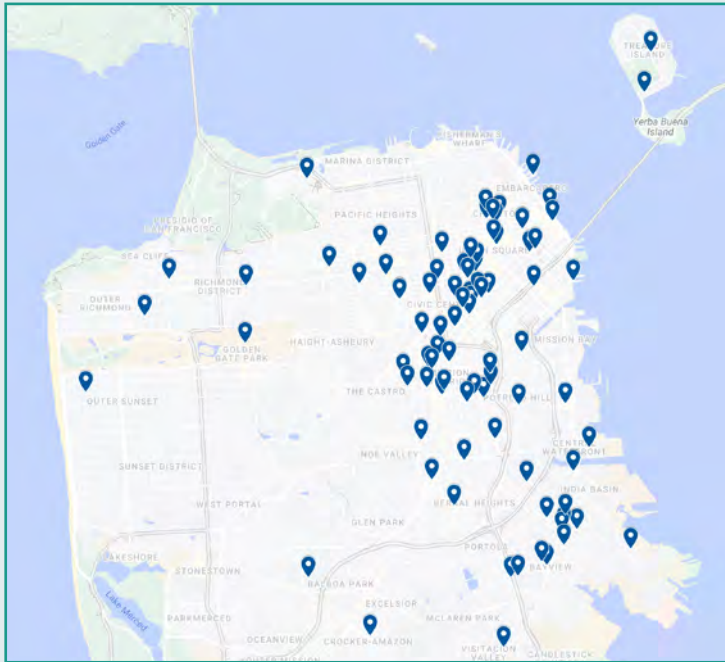 TREASURE
ISLAND
Yerba Buena
Island
Golden Gate
FISHERMAN'S
WHARF
MARINA DISTRICT
EMBARCADERO
PACIFIC HEIGHTS
PRESIDIO OF
SAN FRANCISCO
SEA CLIFF
SQUARE
RICHMOND
DISTRICT
OUTER
RICHMOND
CIVIC
HAIGHT-ASHBURY
MISSION BAY
GOLDEN
GATE PARK
THE CASTRO
OUTER SUNSET
HILL
NOE VALLEY
CENTRAL
WATERFRONT
SUNSET DISTRICT
INDIA BASIN
WEST PORTAL
HEIGHTS
GLEN PARK
PORTOLA
LAKESHORE
STONESTOWN
BAYVIEW
BALBOA PARK
Lake Merced
PARKMERCED
EXCELSIOR
MCLAREN PARK
OCEANVIEW
CROCKER-AMAZON
VISITACION
VALLEY
CANDLESTICK